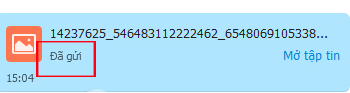 14237625_546483112222462_6548069105338...
Đã gửi
Mở tập tin
15:04